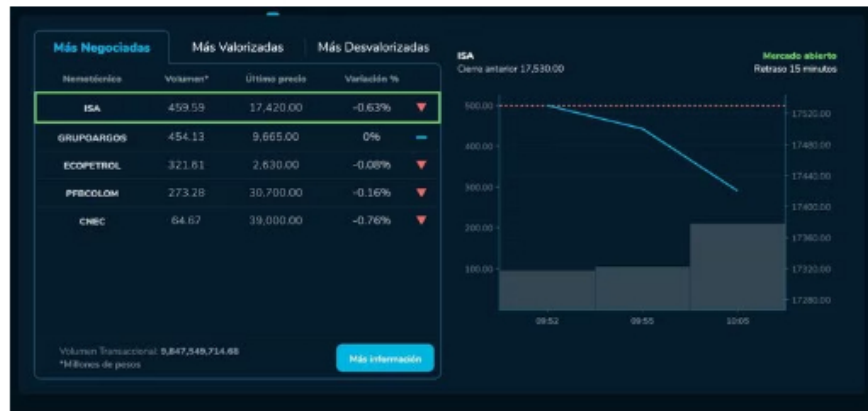 Más Negociadas
Más Valorizadas
Más Desvalorizadas
Nemotécnico Volumen* Último precio Variación %
ISA 459.59 17,420.00 -0.63%
GRUPOARGOS 454.13 9,665.00 0%
ECOPETROL 321.61 2,630.00 -0.08%
PFBCOLOM 273.28 30,700.00 -0.16%
CNEC 64.67 39,000.00 -0.76%
Volumen Transaccional: 9,847,549,714.68
*Millones de pesos
Más información
ISA
Cierre anterior 17,530.00
Mercado abierto
Retraso 15 minutos
500.00
400.00
300.00
200.00
100.00
17520.00
17480.00
17440.00
17400.00
17360.00
17320.00
17280.00
09:52 09:55 10:05